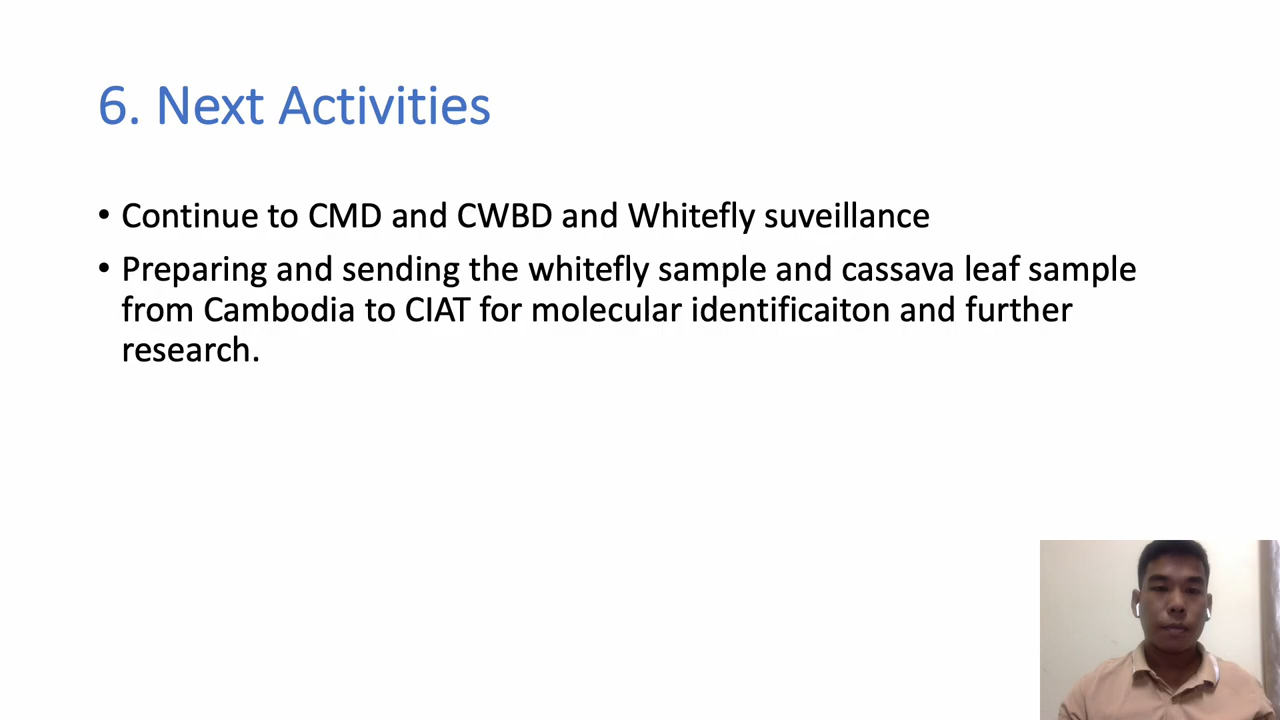 6. Next Activities
• Continue to CMD and CWBD and Whitefly suveillance
• Preparing and sending the whitefly sample and cassava leaf sample
from Cambodia to CIAT for molecular identificaiton and further
research.